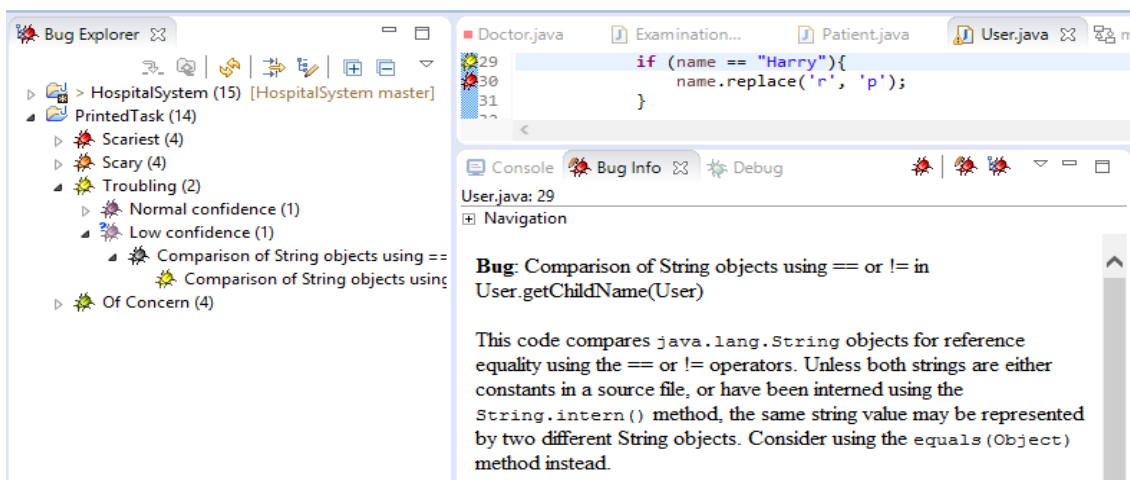 Bug Explorer
> HospitalSystem (15) [HospitalSystem master]
PrintedTask (14)
Scariest (4)
Scary (4)
Troubling (2)
Normal confidence (1)
Low confidence (1)
Comparison of String objects using ==
Comparison of String objects using
Of Concern (4)
Doctor.java Examination... Patient.java User.java m
29 if (name == "Harry"){
30 name.replace('r', 'p');
31 }
Console Bug Info Debug
User.java: 29
Navigation
Bug: Comparison of String objects using == or != in
User.getChildName(User)
This code compares java.lang.String objects for reference
equality using the == or != operators. Unless both strings are either
constants in a source file, or have been interned using the
String.intern() method, the same string value may be represented
by two different String objects. Consider using the equals(Object)
method instead.